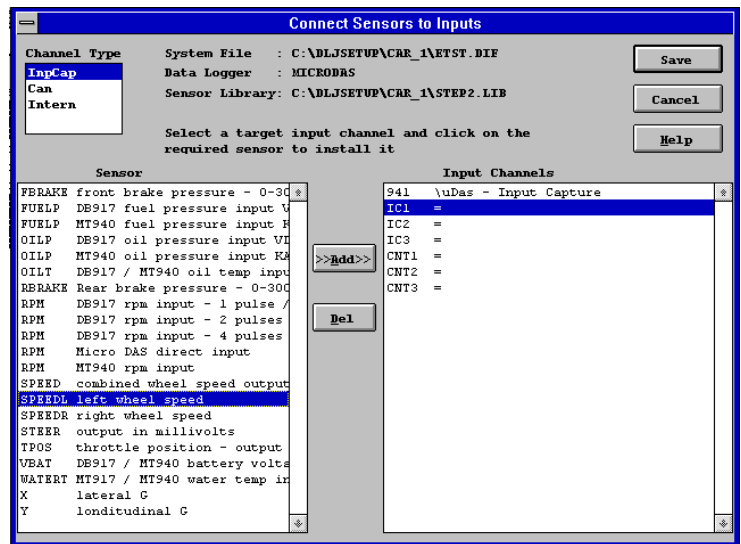 Connect Sensors to Inputs
Channel Type
InpCap
Can
Intern
System File : C:\DLJSETUP\CAR_1\ETST.DIF
Data Logger : MICRODAS
Sensor Library: C:\DLJSETUP\CAR_1\STEP2.LIB
Select a target input channel and click on the
required sensor to install it
Save
Cancel
Help
Sensor
FBRAKE front brake pressure - 0-30
FUELP DB917 fuel pressure input V
FUELP MT940 fuel pressure input K
OILP DB917 oil pressure input VI
OILP MT940 oil pressure input KA
OILT DB917 / MT940 oil temp inpu
RBRAKE Rear brake pressure - 0-300
RPM DB917 rpm input - 1 pulse /
RPM DB917 rpm input - 2 pulses
RPM DB917 rpm input - 4 pulses
RPM Micro DAS direct input
RPM MT940 rpm input
SPEED combined wheel speed output
SPEEDL left wheel speed
SPEEDR right wheel speed
STEER output in millivolts
TPOS throttle position - output
VBAT DB917 / MT940 battery volta
WATERT MT917 / MT940 water temp in
X lateral G
Y londitudinal G
>>Add>>
Del
Input Channels
941 \uDas - Input Capture
IC1 =
IC2 =
IC3 =
CNT1 =
CNT2 =
CNT3 =